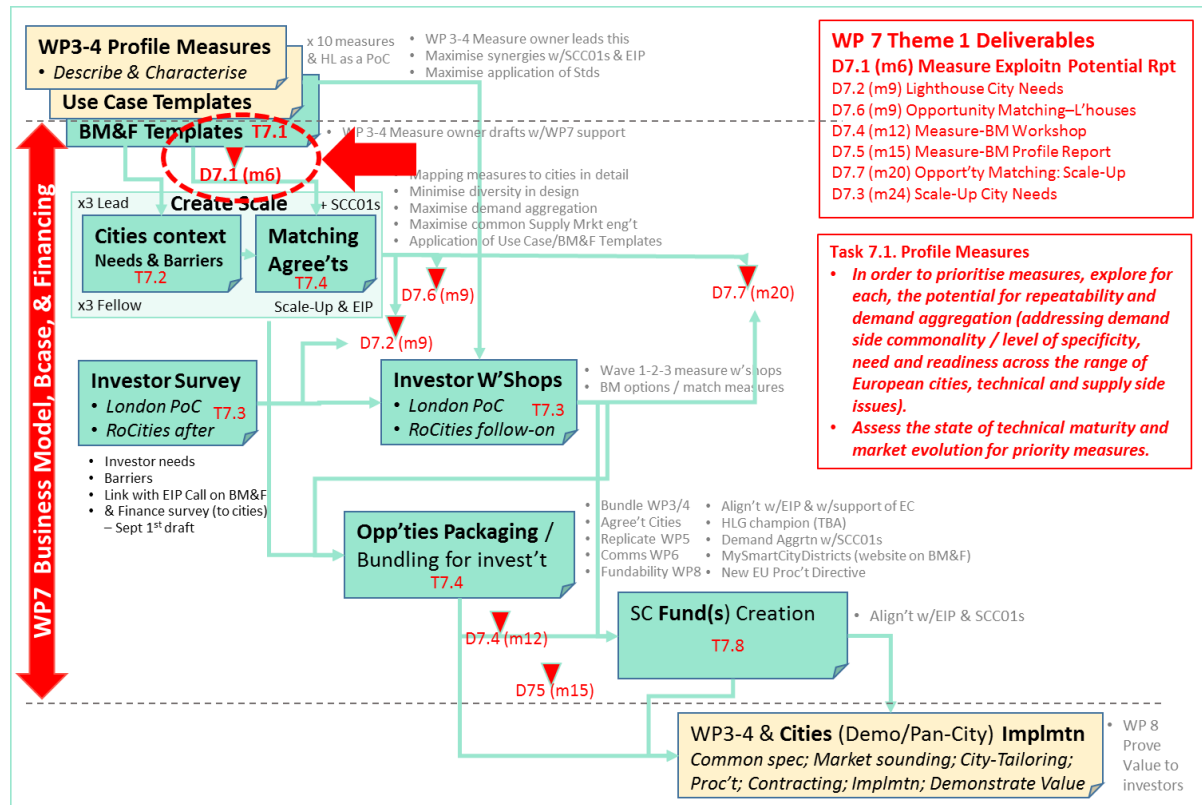 WP3-4 Profile Measures
• Describe & Characterise
Use Case Templates
BM&F Templates T7.1
D7.1 (m6)
x 10 measures
& HL as a PoC
• WP 3-4 Measure owner leads this
• Maximise synergies w/SCC01s & EIP
• Maximise application of Stds
• WP 3-4 Measure owner drafts w/WP7 support
WP 7 Theme 1 Deliverables
D7.1 (m6) Measure Exploitn Potential Rpt
D7.2 (m9) Lighthouse City Needs
D7.6 (m9) Opportunity Matching–L'houses
D7.4 (m12) Measure-BM Workshop
D7.5 (m15) Measure-BM Profile Report
D7.7 (m20) Opport'ty Matching: Scale-Up
D7.3 (m24) Scale-Up City Needs
WP7 Business Model, Bcase, & Financing
x3 Lead
Create Scale
+ SCC01s
Cities context
Needs & Barriers
T7.2
Matching
Agree'ts
T7.4
x3 Fellow
Scale-Up & EIP
• Mapping measures to cities in detail
• Minimise diversity in design
• Maximise demand aggregation
• Maximise common Supply Mrkt eng't
• Application of Use Case/BM&F Templates
D7.6 (m9)
D7.7 (m20)
D7.2 (m9)
Task 7.1. Profile Measures
• In order to prioritise measures, explore for
each, the potential for repeatability and
demand aggregation (addressing demand
side commonality / level of specificity,
need and readiness across the range of
European cities, technical and supply side
issues).
• Assess the state of technical maturity and
market evolution for priority measures.
Investor Survey
• London PoC
T7.3
• RoCities after
• Investor needs
• Barriers
• Link with EIP Call on BM&F
• & Finance survey (to cities)
– Sept 1st draft
Investor W'Shops
• London PoC
T7.3
• RoCities follow-on
• Wave 1-2-3 measure w'shops
• BM options / match measures
Opp'ties Packaging /
Bundling for invest't
T7.4
• Bundle WP3/4
• Agree't Cities
• Replicate WP5
• Comms WP6
• Fundability WP8
• Align't w/EIP & w/support of EC
• HLG champion (TBA)
• Demand Aggrtn w/SCC01s
• MySmartCityDistricts (website on BM&F)
• New EU Proc't Directive
D7.4 (m12)
D75 (m15)
SC Fund(s) Creation
T7.8
• Align't w/EIP & SCC01s
WP3-4 & Cities (Demo/Pan-City) Implmtn
Common spec; Market sounding; City-Tailoring;
Proc't; Contracting; Implmtn; Demonstrate Value
• WP 8
Prove
Value to
investors